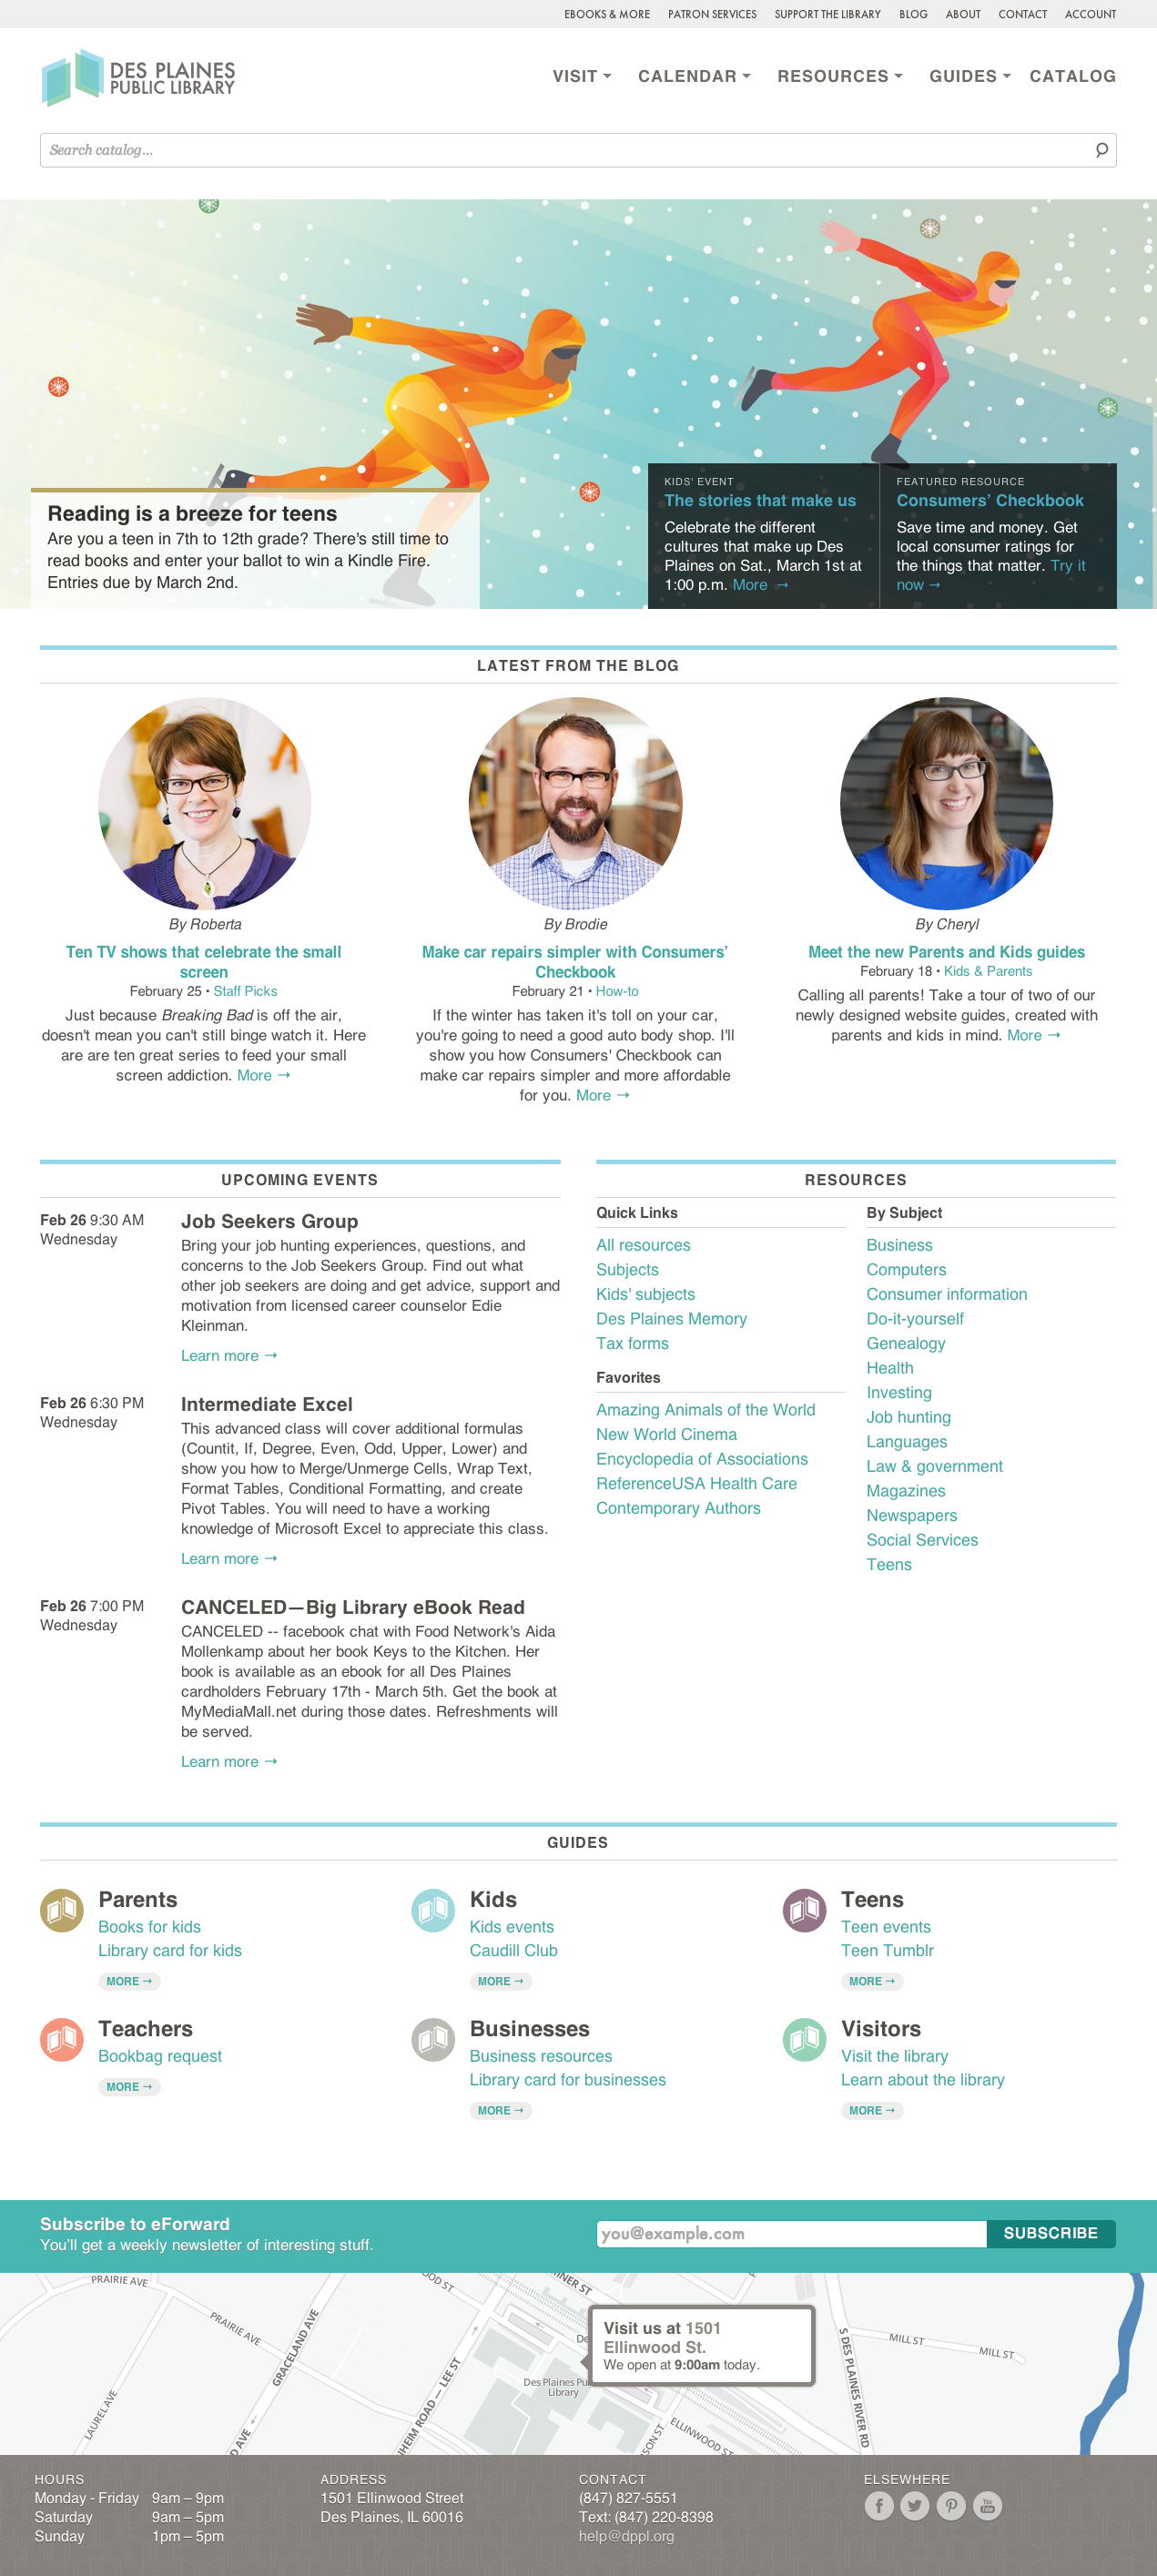 EBOOKS & MORE PATRON SERVICES SUPPORT THE LIBRARY BLOG ABOUT CONTACT ACCOUNT
DES PLAINES
PUBLIC LIBRARY
VISIT CALENDAR RESOURCES GUIDES CATALOG
Search catalog...
Reading is a breeze for teens
Are you a teen in 7th to 12th grade? There's still time to
read books and enter your ballot to win a Kindle Fire.
Entries due by March 2nd.
KIDS' EVENT
The stories that make us
Celebrate the different
cultures that make up Des
Plaines on Sat., March 1st at
1:00 p.m. More →
FEATURED RESOURCE
Consumers’ Checkbook
Save time and money. Get
local consumer ratings for
the things that matter. Try it
now →
LATEST FROM THE BLOG
By Roberta
Ten TV shows that celebrate the small
screen
February 25 • Staff Picks
Just because Breaking Bad is off the air,
doesn't mean you can't still binge watch it. Here
are are ten great series to feed your small
screen addiction. More →
By Brodie
Make car repairs simpler with Consumers’
Checkbook
February 21 • How-to
If the winter has taken it's toll on your car,
you're going to need a good auto body shop. I'll
show you how Consumers' Checkbook can
make car repairs simpler and more affordable
for you. More →
By Cheryl
Meet the new Parents and Kids guides
February 18 • Kids & Parents
Calling all parents! Take a tour of two of our
newly designed website guides, created with
parents and kids in mind. More →
UPCOMING EVENTS
Feb 26 9:30 AM
Wednesday
Job Seekers Group
Bring your job hunting experiences, questions, and
concerns to the Job Seekers Group. Find out what
other job seekers are doing and get advice, support and
motivation from licensed career counselor Edie
Kleinman.
Learn more →
Feb 26 6:30 PM
Wednesday
Intermediate Excel
This advanced class will cover additional formulas
(Countit, If, Degree, Even, Odd, Upper, Lower) and
show you how to Merge/Unmerge Cells, Wrap Text,
Format Tables, Conditional Formatting, and create
Pivot Tables. You will need to have a working
knowledge of Microsoft Excel to appreciate this class.
Learn more →
Feb 26 7:00 PM
Wednesday
CANCELED—Big Library eBook Read
CANCELED -- facebook chat with Food Network's Aida
Mollenkamp about her book Keys to the Kitchen. Her
book is available as an ebook for all Des Plaines
cardholders February 17th - March 5th. Get the book at
MyMediaMall.net during those dates. Refreshments will
be served.
Learn more →
RESOURCES
Quick Links
All resources
Subjects
Kids' subjects
Des Plaines Memory
Tax forms
Favorites
Amazing Animals of the World
New World Cinema
Encyclopedia of Associations
ReferenceUSA Health Care
Contemporary Authors
By Subject
Business
Computers
Consumer information
Do-it-yourself
Genealogy
Health
Investing
Job hunting
Languages
Law & government
Magazines
Newspapers
Social Services
Teens
GUIDES
Parents
Books for kids
Library card for kids
MORE →
Kids
Kids events
Caudill Club
MORE →
Teens
Teen events
Teen Tumblr
MORE →
Teachers
Bookbag request
MORE →
Businesses
Business resources
Library card for businesses
MORE →
Visitors
Visit the library
Learn about the library
MORE →
Subscribe to eForward
You'll get a weekly newsletter of interesting stuff.
you@example.com
SUBSCRIBE
PRAIRIE AVE
PRAIRIE AVE
GRACELAND AVE
LAUREL AVE
D AVE
HEIM ROAD — LEE ST
OOD ST
NER ST
De
Des Plaines Pu
Library
SON ST
ELLINWOOD ST
S DES PLAINES RIVER RD
MILL ST
MILL ST
Visit us at 1501
Ellinwood St.
We open at 9:00am today.
HOURS
Monday - Friday 9am – 9pm
Saturday 9am – 5pm
Sunday 1pm – 5pm
ADDRESS
1501 Ellinwood Street
Des Plaines, IL 60016
CONTACT
(847) 827-5551
Text: (847) 220-8398
help@dppl.org
ELSEWHERE
You
Tube